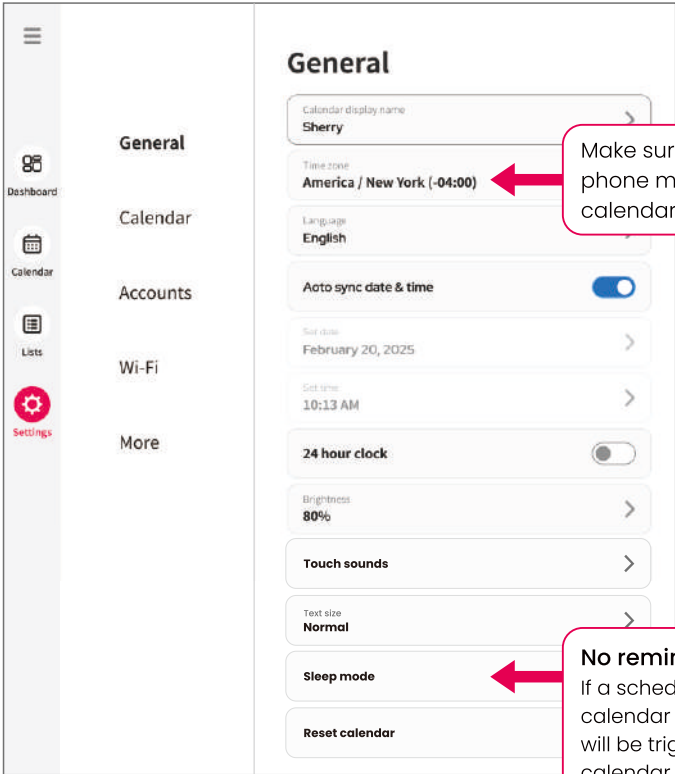 Dashboard
Calendar
Lists
Settings
General
Calendar
Accounts
Wi-Fi
More
General
Calendar display name
Sherry
Time zone
America / New York (-04:00)
Language
English
Aoto sync date & time
Set date
February 20, 2025
Set time
10:13 AM
24 hour clock
Brightness
80%
Touch sounds
Text size
Normal
Sleep mode
Reset calendar
Make sur
phone m
calendar
No remin
If a sched
calendar
will be trig
calendar